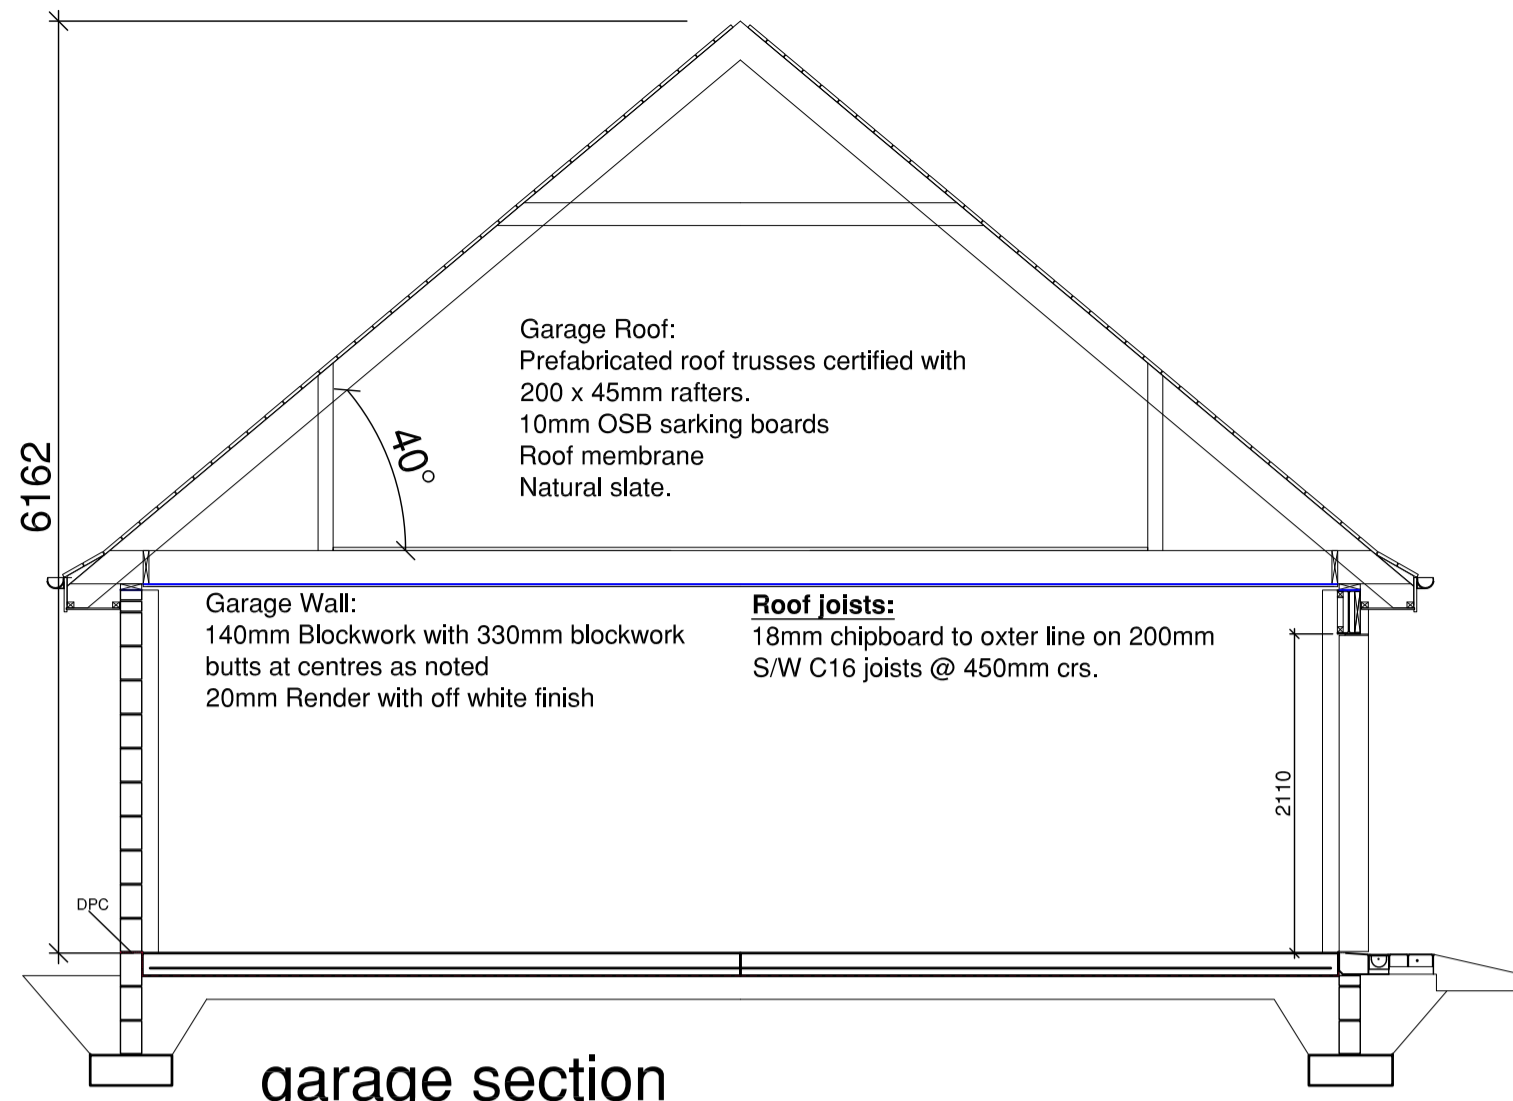 6162
Garage Roof:
Prefabricated roof trusses certified with
200 x 45mm rafters.
10mm OSB sarking boards
Roof membrane
Natural slate.
40°
Garage Wall:
140mm Blockwork with 330mm blockwork
butts at centres as noted
20mm Render with off white finish
Roof joists:
18mm chipboard to oxter line on 200mm
S/W C16 joists @ 450mm crs.
2110
DPC
garage section